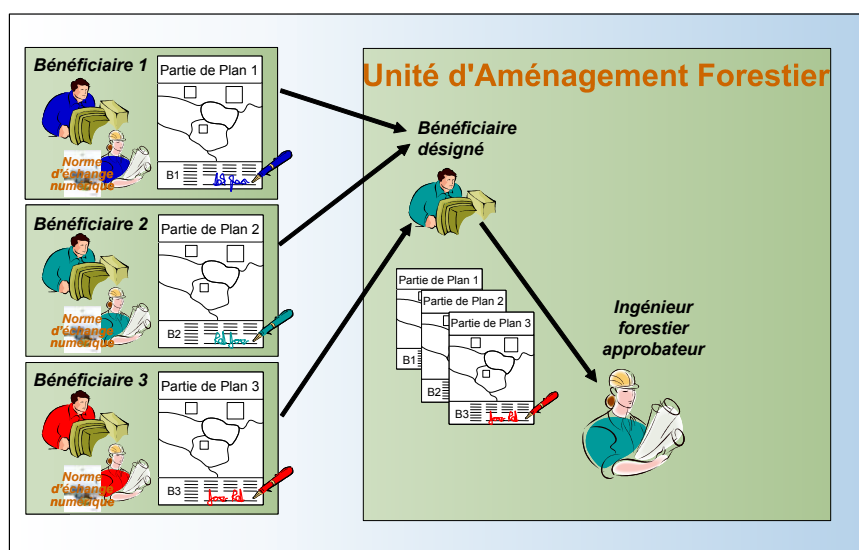 Bénéficiaire 1
Partie de Plan 1
Norme
d'échange
numérique
B1
Bénéficiaire 2
Partie de Plan 2
Norme
d'échange
numérique
B2
Bénéficiaire 3
Partie de Plan 3
Norme
d'échange
numérique
B3
Unité d'Aménagement Forestier
Bénéficiaire
désigné
Partie de Plan 1
Partie de Plan 2
Partie de Plan 3
B1
B2
B3
Ingénieur
forestier
approbateur